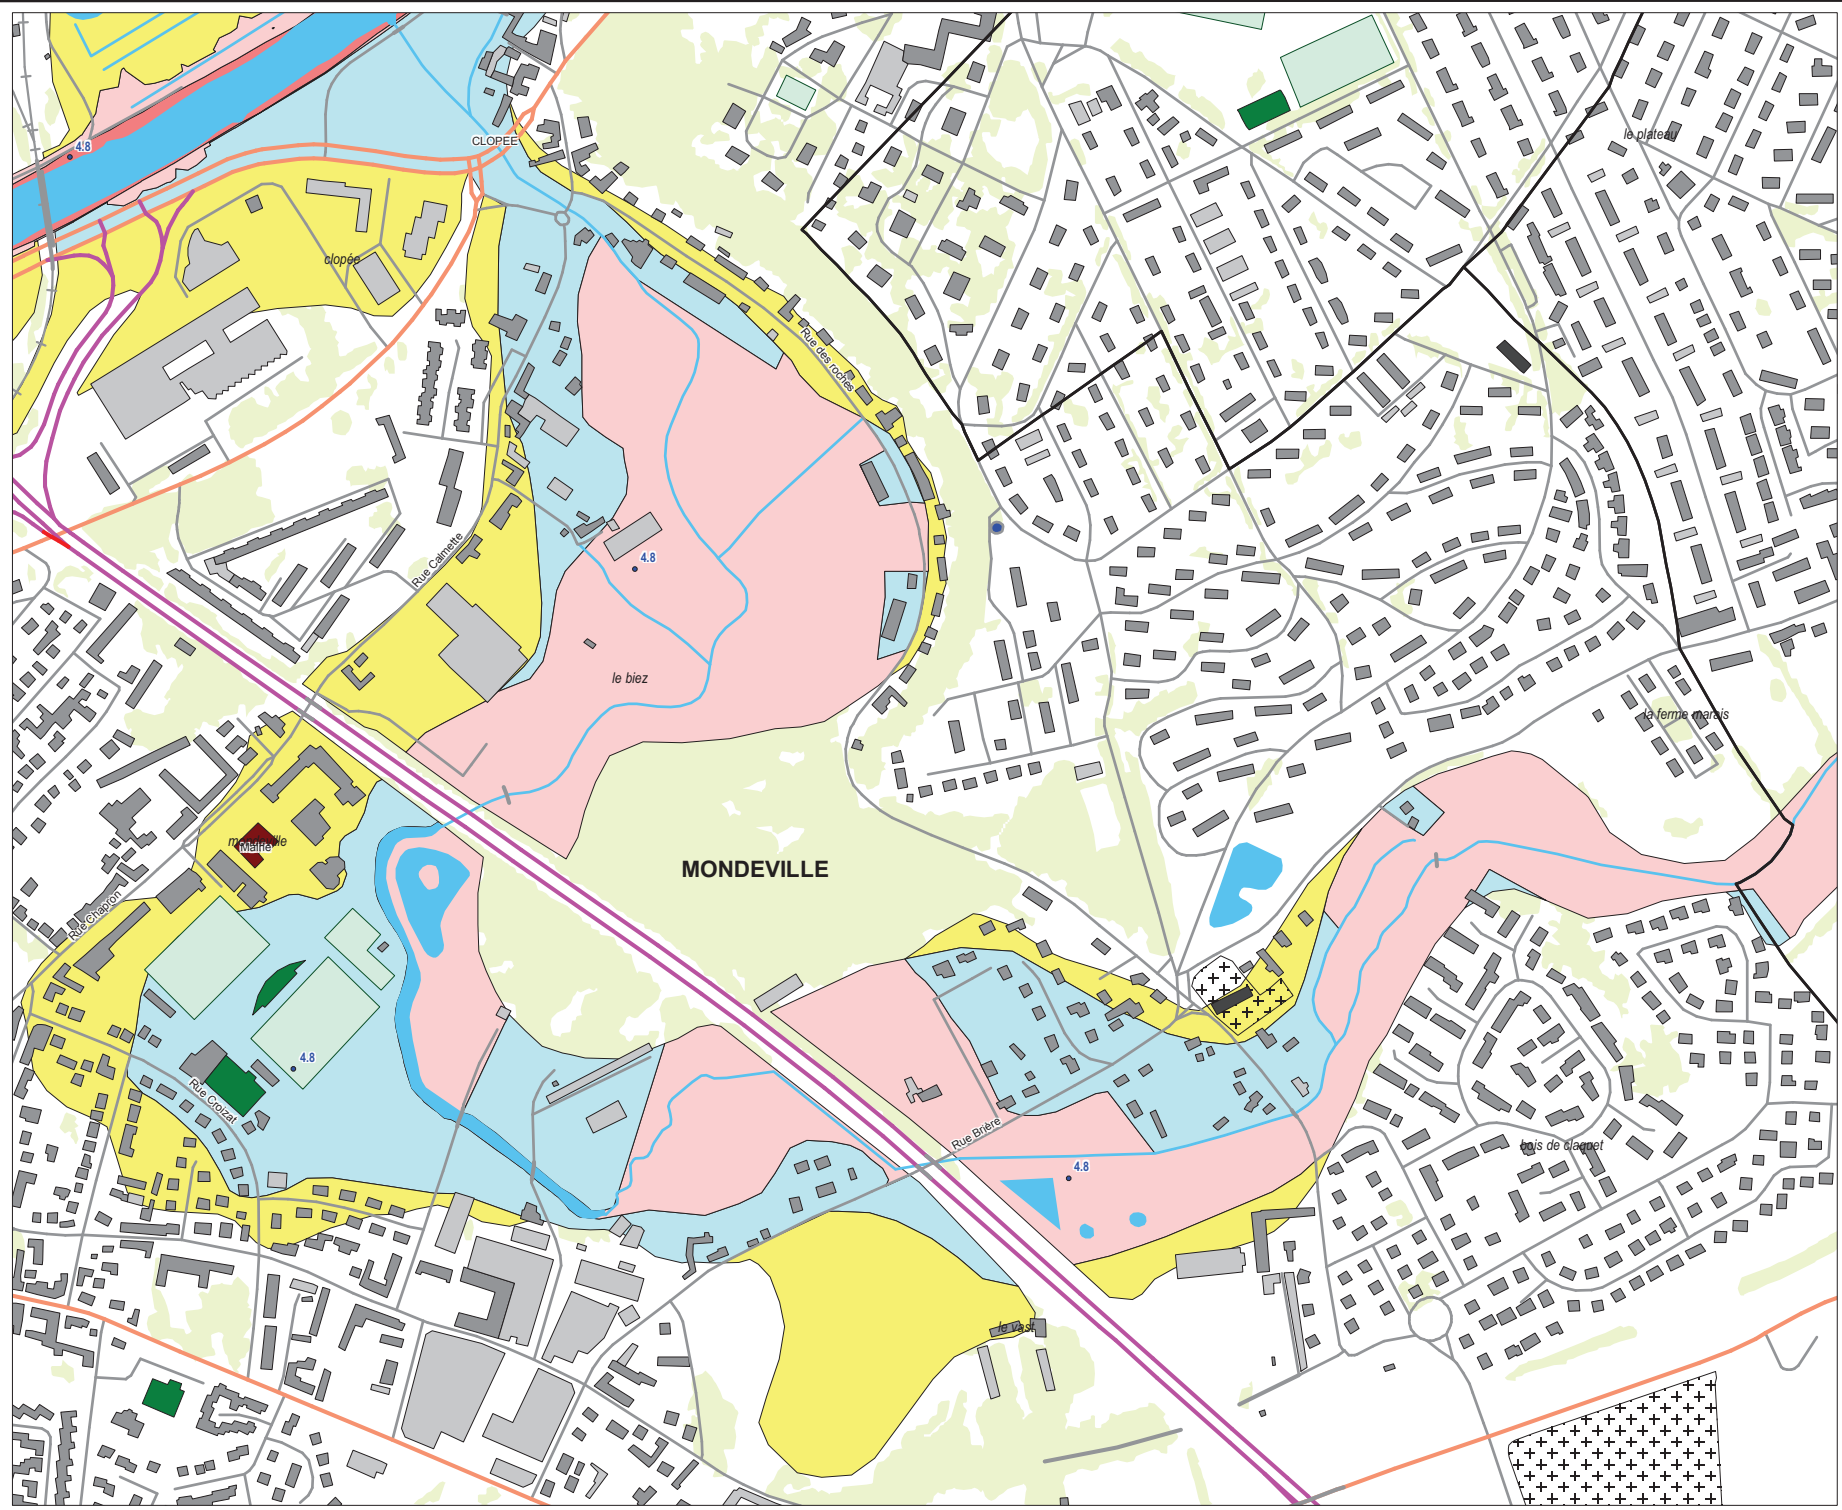 le plateau
CLOPEE
4.8
clopée
Rue des roches
Rue Calmette
4.8
le biez
la ferme marais
mondeville
Mairie
MONDEVILLE
Rue Chapron
4.8
Rue Croizat
Rue Brière
bois de claquet
4.8
le vast